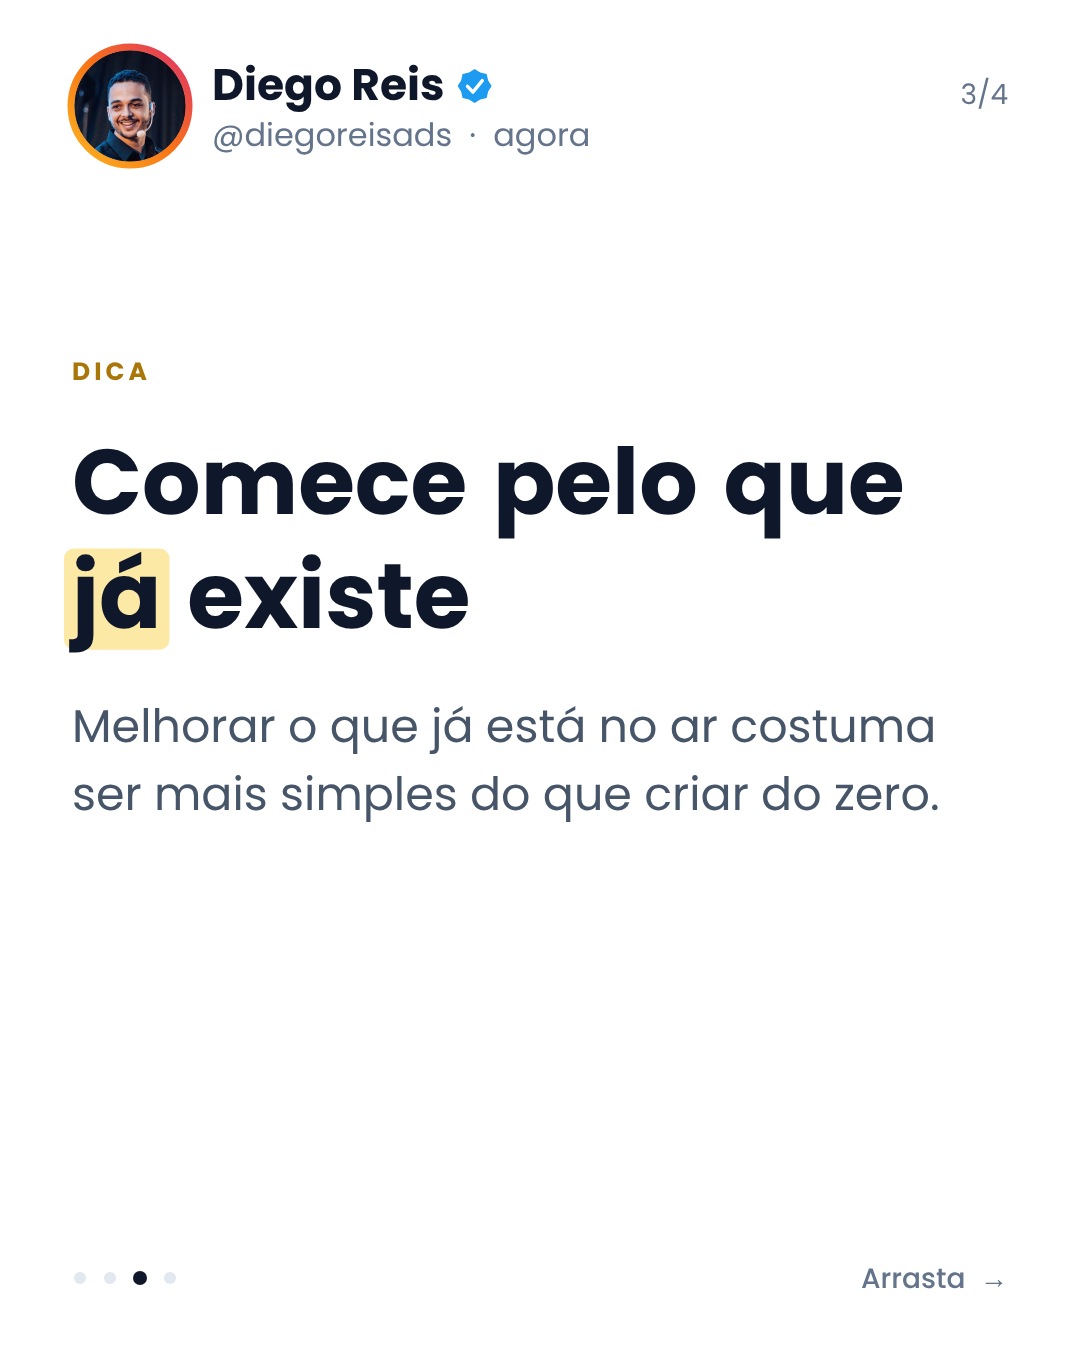 Diego Reis
@diegoreisads · agora
3/4
DICA
Comece pelo que
já existe
Melhorar o que já está no ar costuma
ser mais simples do que criar do zero.
Arrasta →